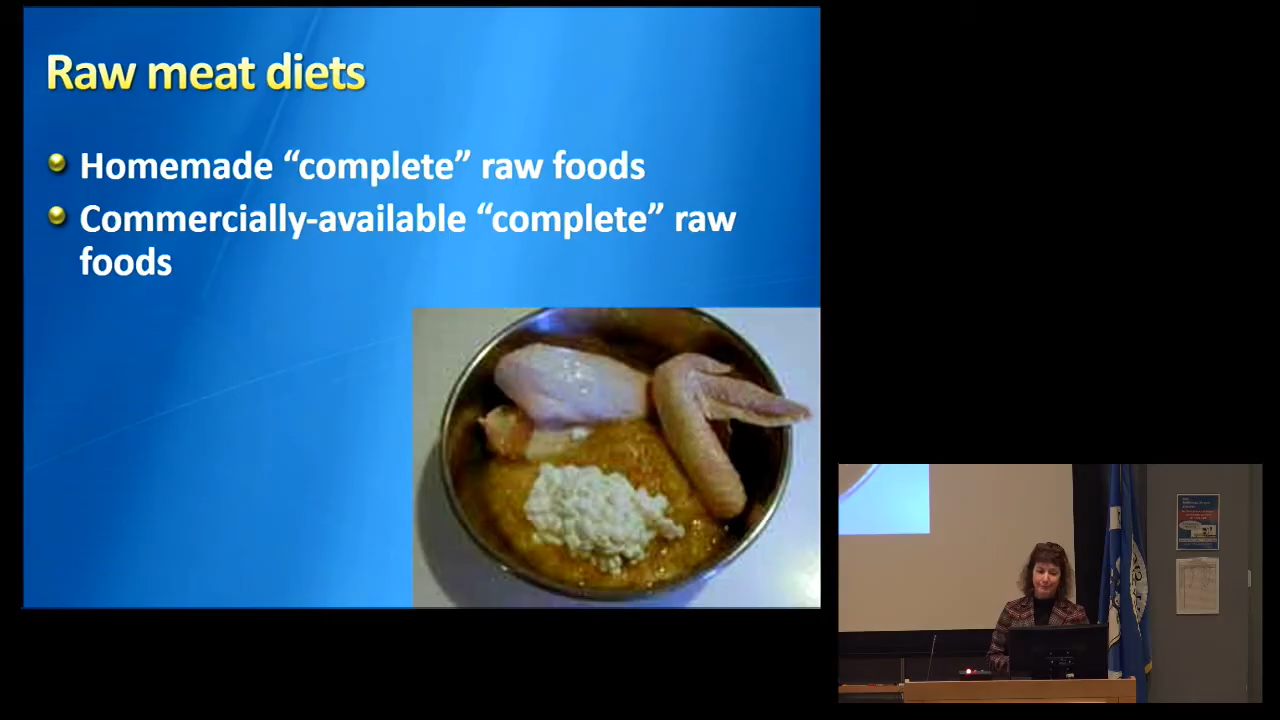 Raw meat diets
Homemade “complete” raw foods
Commercially-available “complete” raw
foods